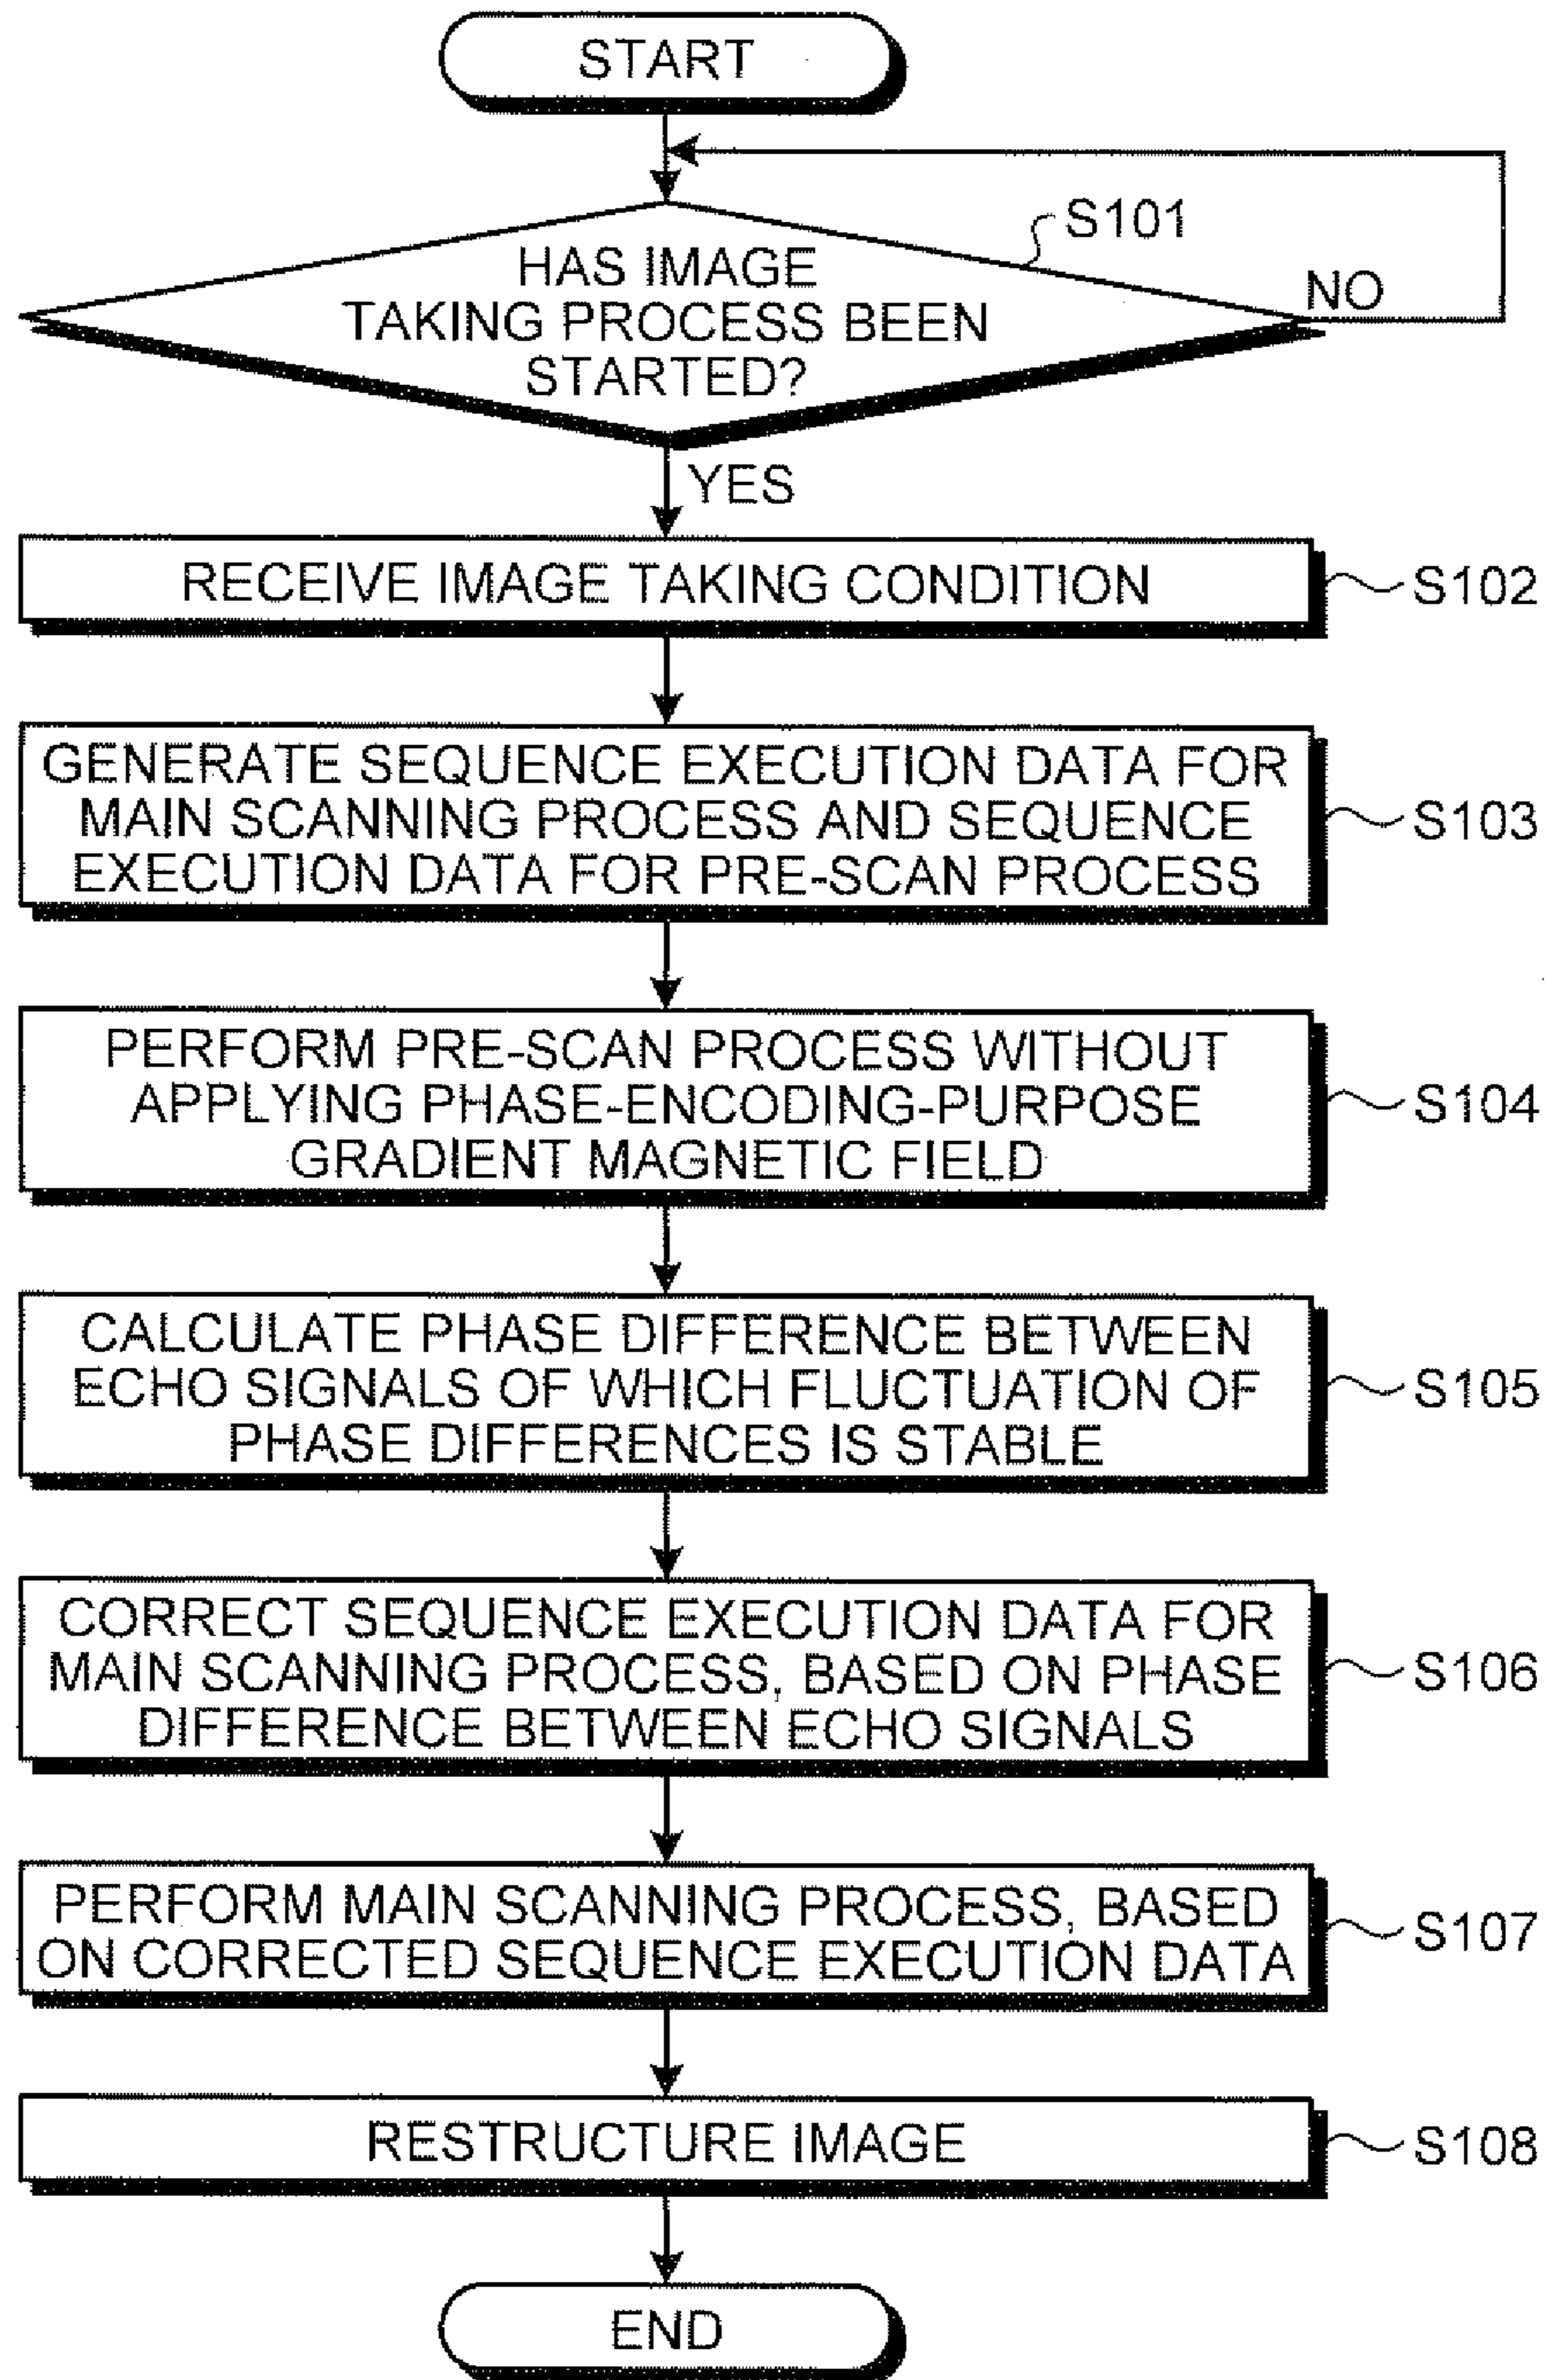 START
S101
HAS IMAGE
TAKING PROCESS BEEN
STARTED?
NO
YES
RECEIVE IMAGE TAKING CONDITION
S102
GENERATE SEQUENCE EXECUTION DATA FOR
MAIN SCANNING PROCESS AND SEQUENCE
EXECUTION DATA FOR PRE-SCAN PROCESS
S103
PERFORM PRE-SCAN PROCESS WITHOUT
APPLYING PHASE-ENCODING-PURPOSE
GRADIENT MAGNETIC FIELD
S104
CALCULATE PHASE DIFFERENCE BETWEEN
ECHO SIGNALS OF WHICH FLUCTUATION OF
PHASE DIFFERENCES IS STABLE
S105
CORRECT SEQUENCE EXECUTION DATA FOR
MAIN SCANNING PROCESS, BASED ON PHASE
DIFFERENCE BETWEEN ECHO SIGNALS
S106
PERFORM MAIN SCANNING PROCESS, BASED
ON CORRECTED SEQUENCE EXECUTION DATA
S107
RESTRUCTURE IMAGE
S108
END